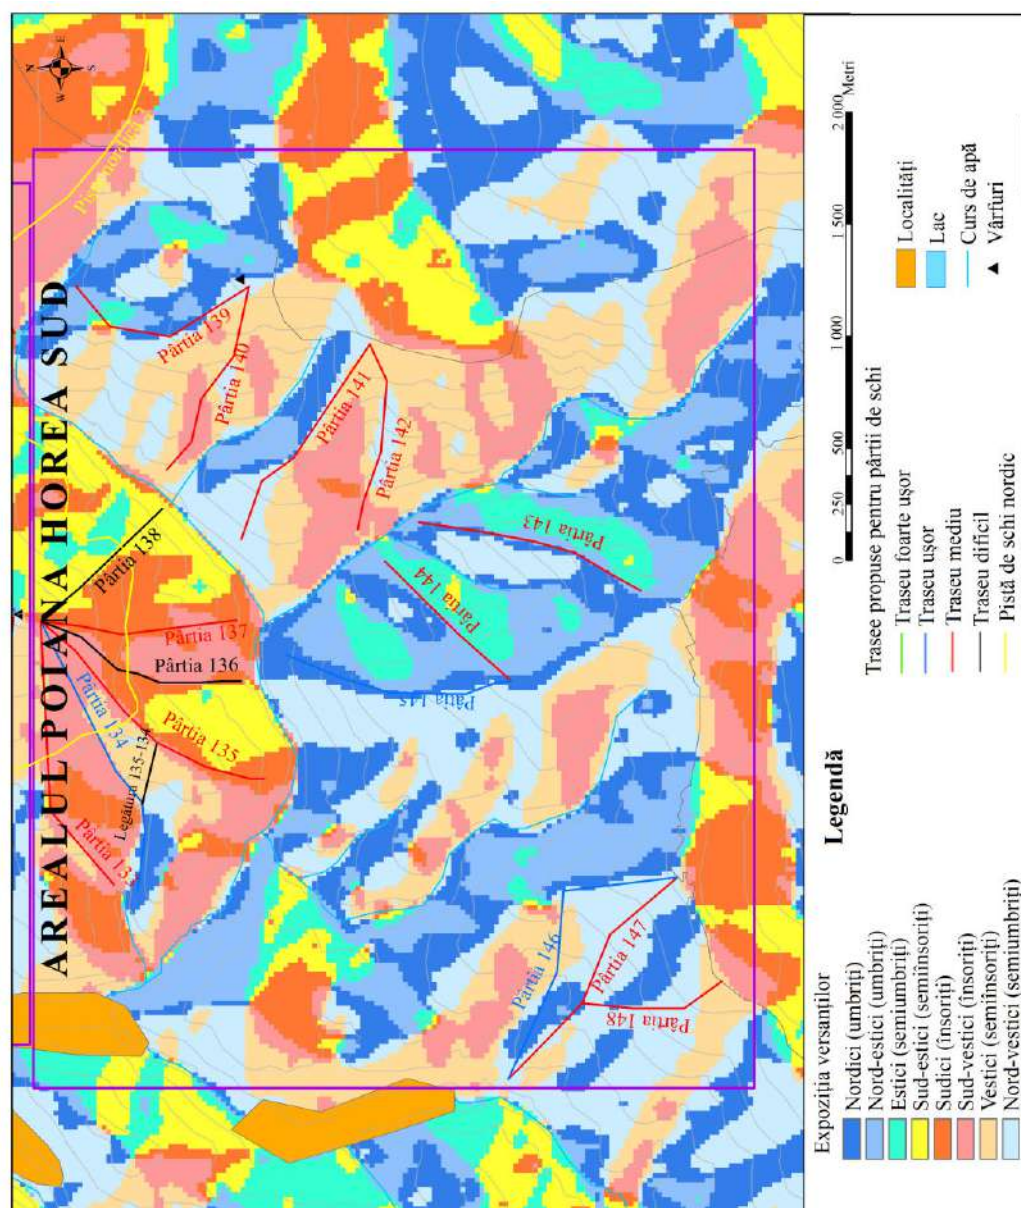 AREALUL POIANA HOREA SUD
N
E
S
W
Pârtia 133
Pârtia 134
Legătura 135-134
Pârtia 135
Pârtia 136
Pârtia 137
Pârtia 138
Pârtia 139
Pârtia 140
Pârtia 141
Pârtia 142
Pârtia 143
Pârtia 144
Pârtia 146
Pârtia 147
Pârtia 148
Legendă
Expoziția versanților
Nordici (umbriți)
Nord-estici (umbriți)
Estici (semiumbriți)
Sud-estici (semiînsoriți)
Sudici (însoriți)
Sud-vestici (însoriți)
Vestici (semiînsoriți)
Nord-vestici (semiumbriți)
Trasee propuse pentru pârtii de schi
Traseu foarte ușor
Traseu ușor
Traseu mediu
Traseu dificil
Pistă de schi nordic
Localități
Lac
Curs de apă
Vârfuri
0 250 500 1 000 1 500 2 000
Metri